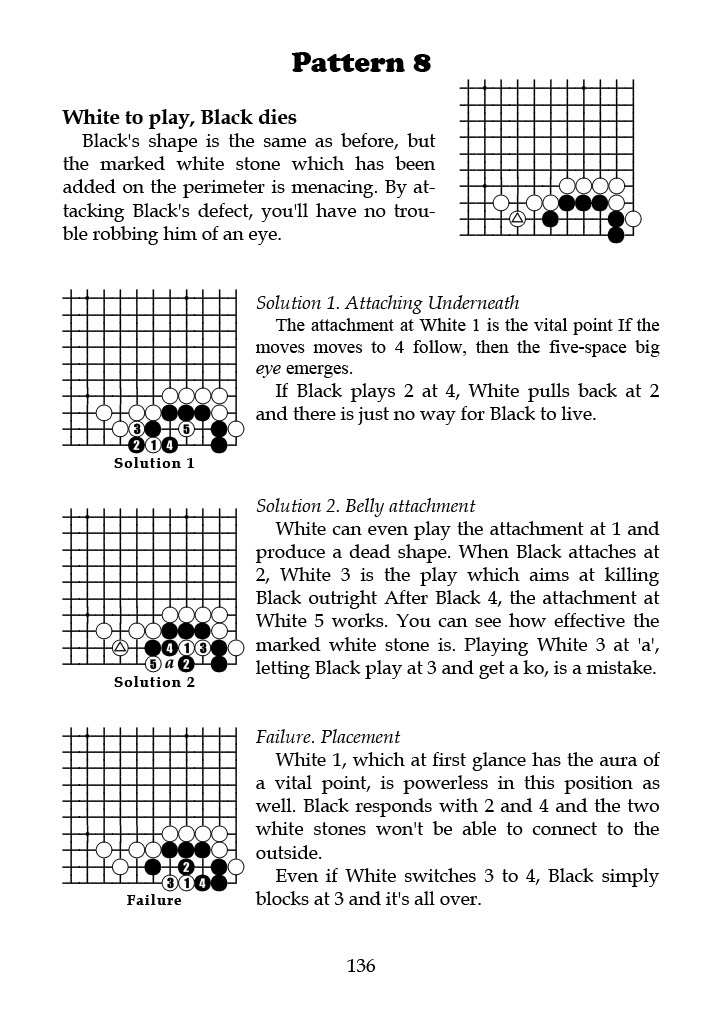 Pattern 8
White to play, Black dies
Black's shape is the same as before, but
the marked white stone which has been
added on the perimeter is menacing. By at-
tacking Black's defect, you'll have no trou-
ble robbing him of an eye.
Solution 1. Attaching Underneath
The attachment at White 1 is the vital point If the
moves moves to 4 follow, then the five-space big
eye emerges.
If Black plays 2 at 4, White pulls back at 2
and there is just no way for Black to live.
3 5
2 1 4
Solution 1
Solution 2. Belly attachment
White can even play the attachment at 1 and
produce a dead shape. When Black attaches at
2, White 3 is the play which aims at killing
Black outright After Black 4, the attachment at
White 5 works. You can see how effective the
marked white stone is. Playing White 3 at 'a',
letting Black play at 3 and get a ko, is a mistake.
4 1 3
5 a 2
Solution 2
Failure. Placement
White 1, which at first glance has the aura of
a vital point, is powerless in this position as
well. Black responds with 2 and 4 and the two
white stones won't be able to connect to the
outside.
Even if White switches 3 to 4, Black simply
blocks at 3 and it's all over.
2
3 1 4
Failure
136